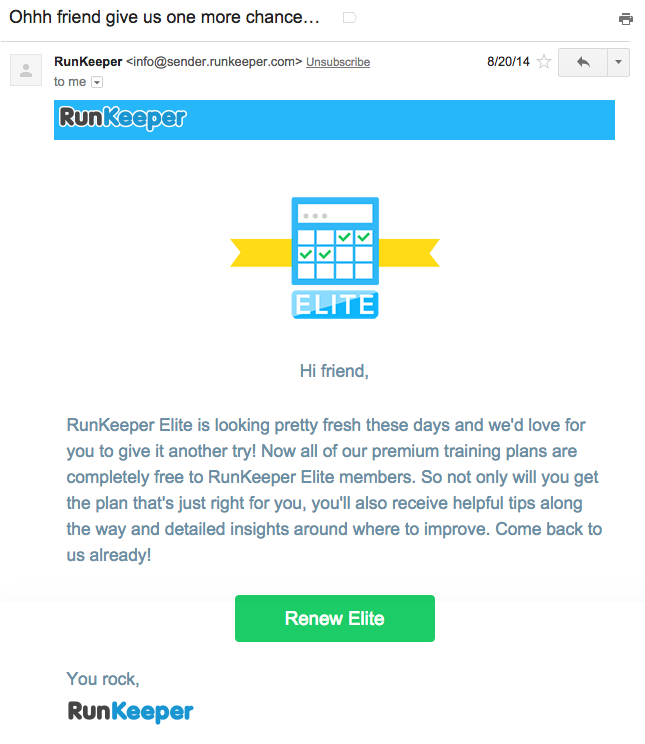 Ohhh friend give us one more chance…
RunKeeper <info@sender.runkeeper.com> Unsubscribe 8/20/14
to me
RunKeeper
ELITE
Hi friend,
RunKeeper Elite is looking pretty fresh these days and we'd love for
you to give it another try! Now all of our premium training plans are
completely free to RunKeeper Elite members. So not only will you get
the plan that's just right for you, you'll also receive helpful tips along
the way and detailed insights around where to improve. Come back to
us already!
Renew Elite
You rock,
RunKeeper